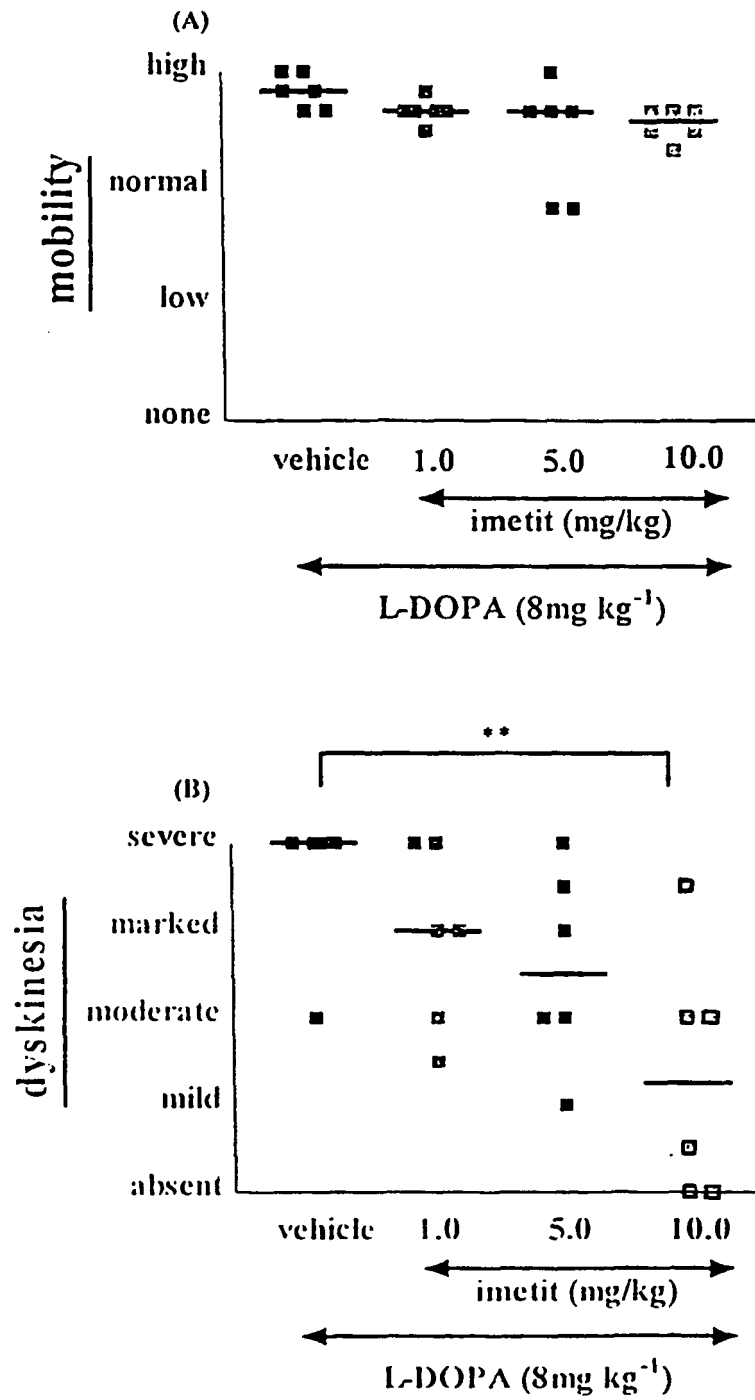 (A)
high
normal
low
none
mobility
vehicle 1.0 5.0 10.0
imetit (mg/kg)
L-DOPA (8mg kg⁻¹)
**
(B)
severe
marked
moderate
mild
absent
dyskinesia
vehicle 1.0 5.0 10.0
imetit (mg/kg)
L-DOPA (8mg kg⁻¹)